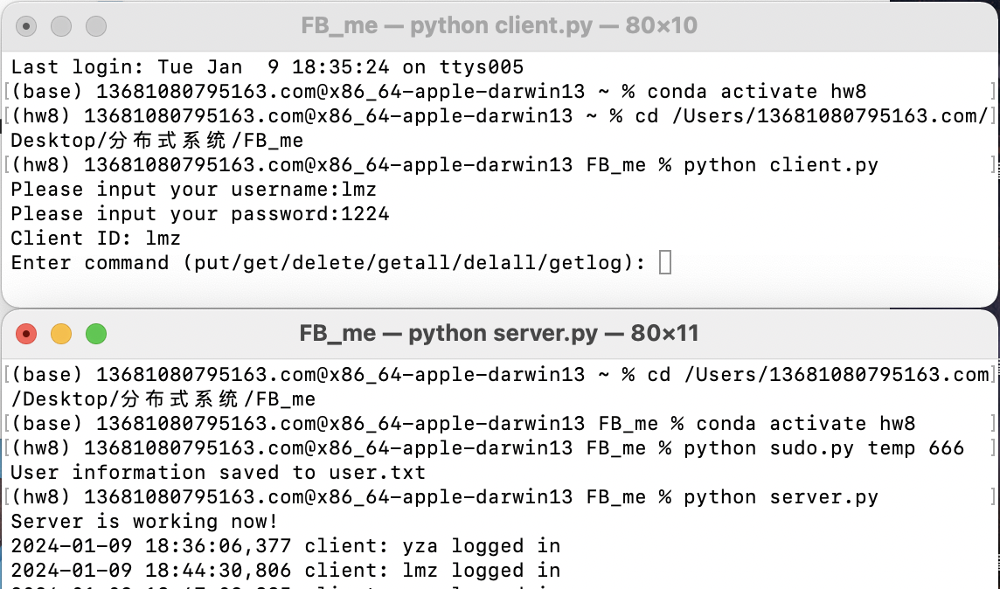 FB_me — python client.py — 80×10
Last login: Tue Jan  9 18:35:24 on ttys005
[(base) 13681080795163.com@x86_64-apple-darwin13 ~ % conda activate hw8 ]
[(hw8) 13681080795163.com@x86_64-apple-darwin13 ~ % cd /Users/13681080795163.com/]
Desktop/分布式系统/FB_me
[(hw8) 13681080795163.com@x86_64-apple-darwin13 FB_me % python client.py ]
Please input your username:lmz
Please input your password:1224
Client ID: lmz
Enter command (put/get/delete/getall/delall/getlog):
FB_me — python server.py — 80×11
[(base) 13681080795163.com@x86_64-apple-darwin13 ~ % cd /Users/13681080795163.com]
/Desktop/分布式系统/FB_me
[(base) 13681080795163.com@x86_64-apple-darwin13 FB_me % conda activate hw8 ]
[(hw8) 13681080795163.com@x86_64-apple-darwin13 FB_me % python sudo.py temp 666 ]
User information saved to user.txt
[(hw8) 13681080795163.com@x86_64-apple-darwin13 FB_me % python server.py ]
Server is working now!
2024-01-09 18:36:06,377 client: yza logged in
2024-01-09 18:44:30,806 client: lmz logged in